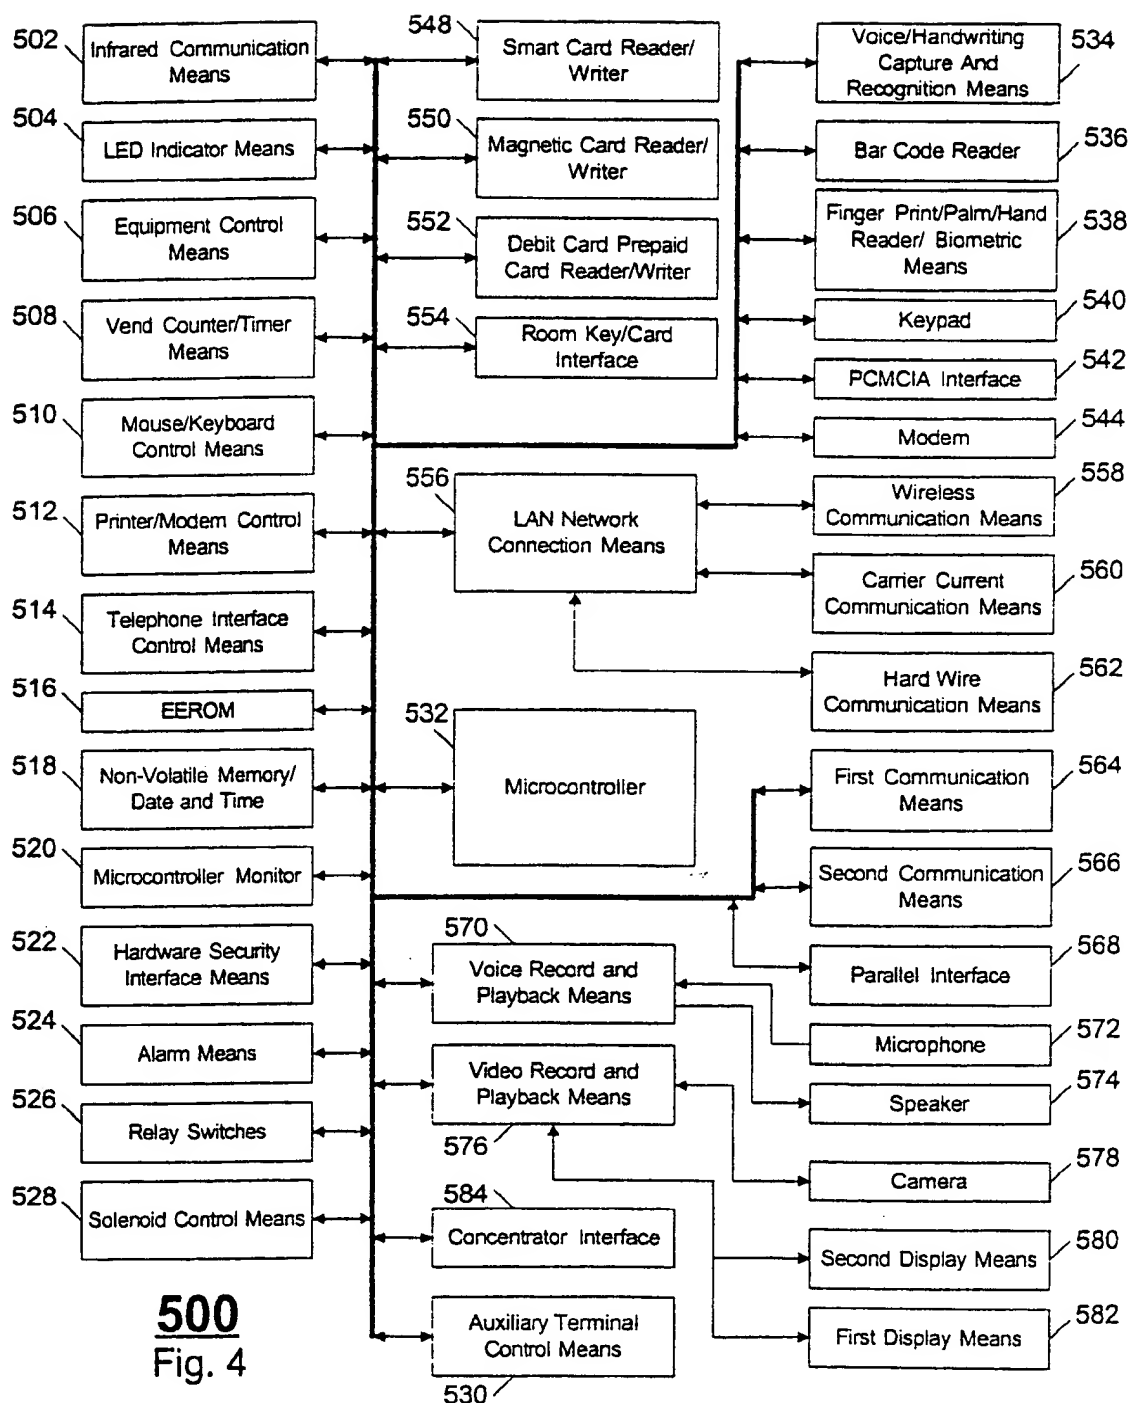 502
Infrared Communication
Means
504
LED Indicator Means
506
Equipment Control
Means
508
Vend Counter/Timer
Means
510
Mouse/Keyboard
Control Means
512
Printer/Modem Control
Means
514
Telephone Interface
Control Means
516
EEROM
518
Non-Volatile Memory/
Date and Time
520
Microcontroller Monitor
522
Hardware Security
Interface Means
524
Alarm Means
526
Relay Switches
528
Solenoid Control Means
548
Smart Card Reader/
Writer
550
Magnetic Card Reader/
Writer
552
Debit Card Prepaid
Card Reader/Writer
554
Room Key/Card
Interface
556
LAN Network
Connection Means
532
Microcontroller
570
Voice Record and
Playback Means
Video Record and
Playback Means
576
584
Concentrator Interface
Auxiliary Terminal
Control Means
530
Voice/Handwriting
Capture And
Recognition Means
534
Bar Code Reader
536
Finger Print/Palm/Hand
Reader/ Biometric
Means
538
Keypad
540
PCMCIA Interface
542
Modem
544
Wireless
Communication Means
558
Carrier Current
Communication Means
560
Hard Wire
Communication Means
562
First Communication
Means
564
Second Communication
Means
566
Parallel Interface
568
Microphone
572
Speaker
574
Camera
578
Second Display Means
580
First Display Means
582
500
Fig. 4